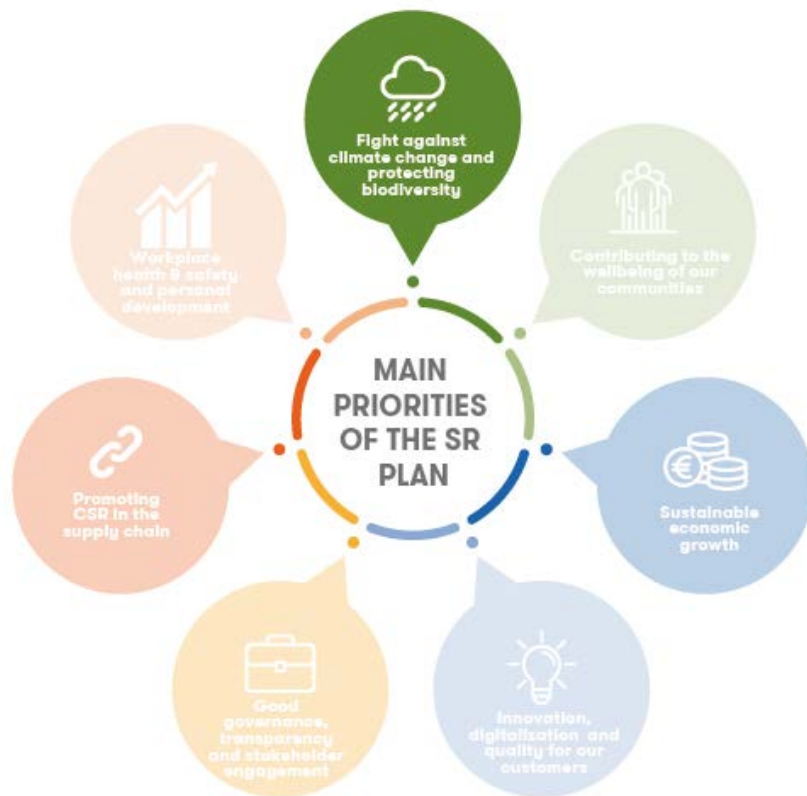 Fight against
climate change and
protecting
biodiversity
Contributing to the
wellbeing of our
communities
Sustainable
economic
growth
Innovation,
digitalisation and
quality for our
customers
Good
governance,
transparency
and stakeholder
engagement
Promoting
CSR in the
supply chain
Workplace
health & safety
and personal
development
MAIN
PRIORITIES
OF THE SR
PLAN